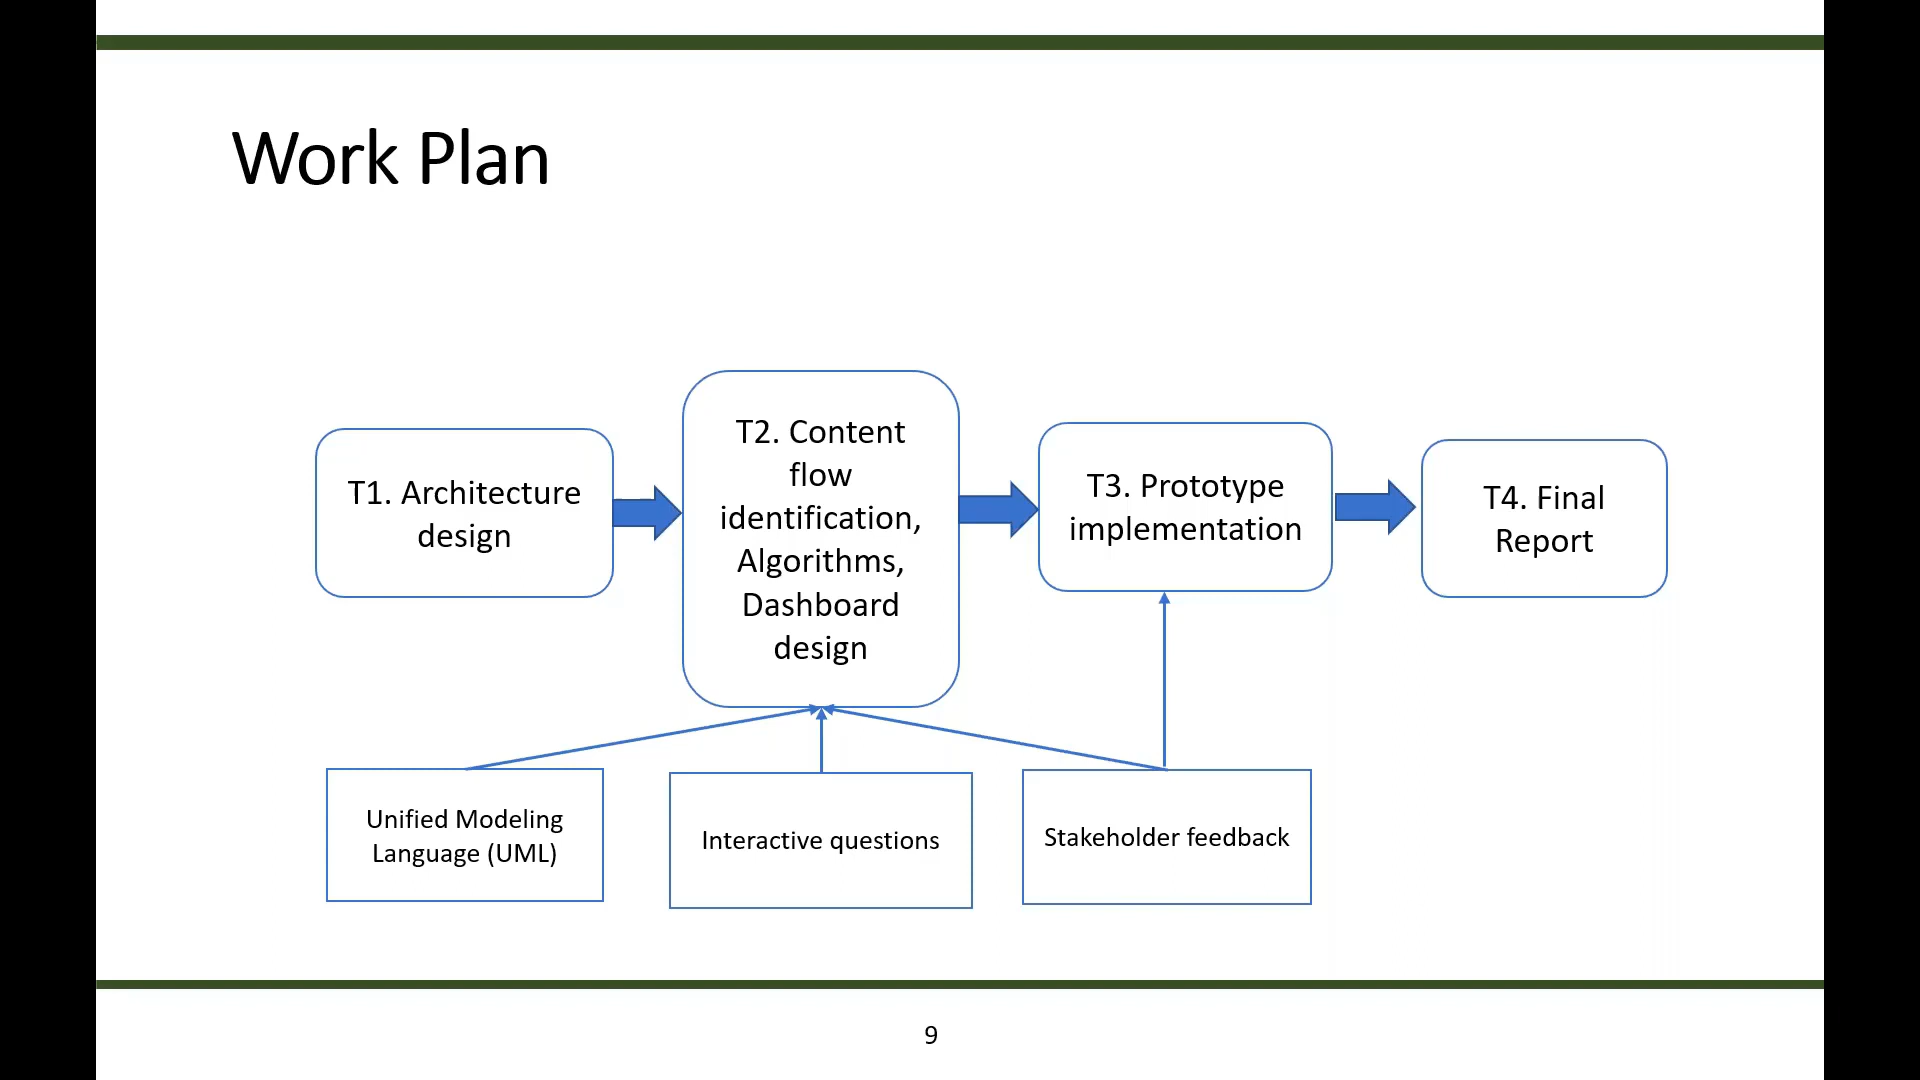 Work Plan
T1. Architecture
design
T2. Content
flow
identification,
Algorithms,
Dashboard
design
T3. Prototype
implementation
T4. Final
Report
Unified Modeling
Language (UML)
Interactive questions
Stakeholder feedback
9